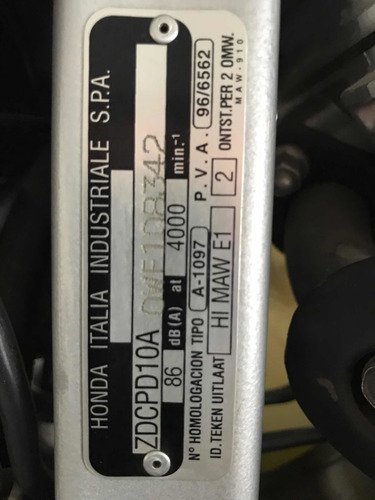 HONDA ITALIA INDUSTRIALE S.P.A.
ZDCPD10A 0WF108342
86 dB(A) at 4000 min.-¹
Nº HOMOLOGACION TIPO A-1097 P.V.A. 96/6562
ID.TEKEN UITLAAT HI MAW E1 2 ONTST.PER 2 OMW.
MAW-910